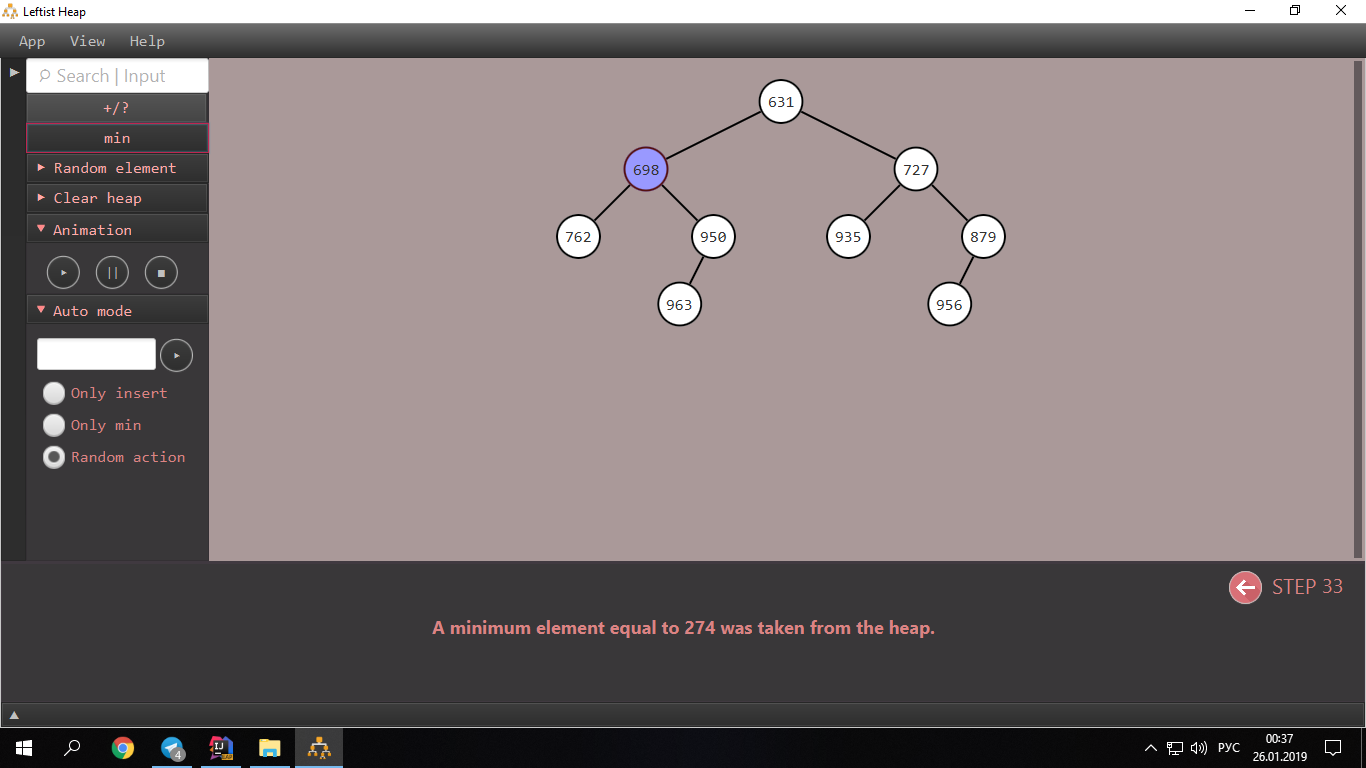 Leftist Heap
App View Help
Search | Input
+/?
min
Random element
Clear heap
Animation
Auto mode
Only insert
Only min
Random action
631
698
727
762
950
935
879
963
956
STEP 33
A minimum element equal to 274 was taken from the heap.
4
IJ
EAP
РУС
00:37
26.01.2019